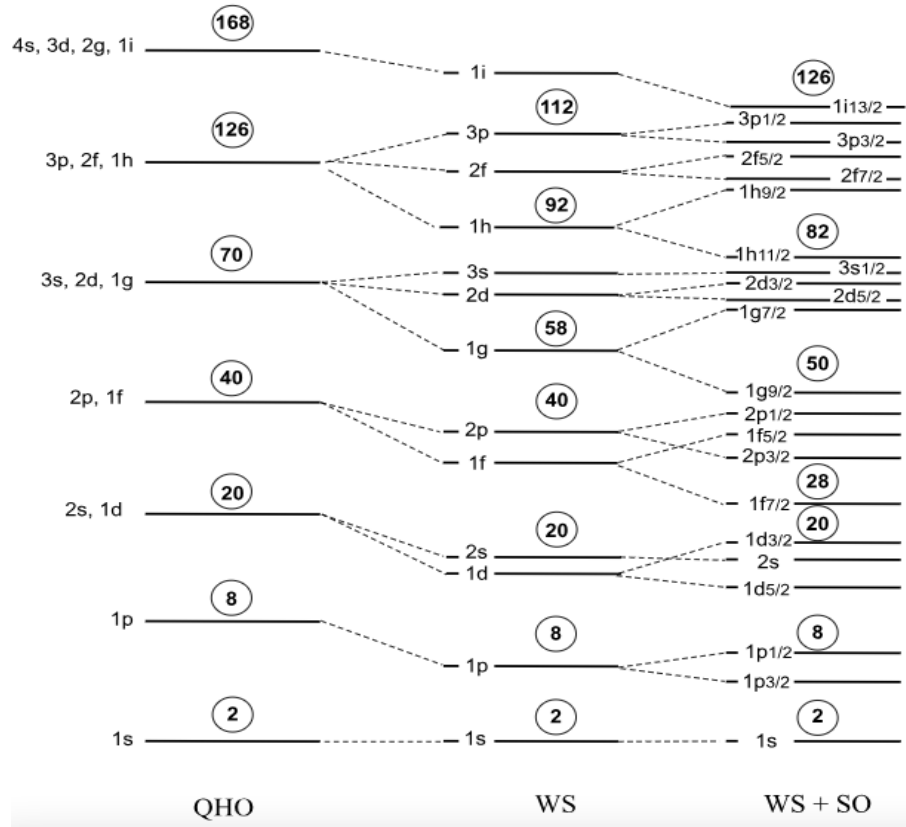 168
4s, 3d, 2g, 1i
1i
126
112
1i13/2
126
3p
3p1/2
3p3/2
3p, 2f, 1h
2f
2f5/2
2f7/2
92
1h9/2
1h
82
70
1h11/2
3s
3s1/2
3s, 2d, 1g
2d
2d3/2
2d5/2
1g7/2
58
1g
50
40
1g9/2
2p, 1f
40
2p1/2
2p
1f5/2
1f
2p3/2
28
20
1f7/2
2s, 1d
20
20
1d3/2
2s
2s
1d
1d5/2
8
1p
8
8
1p1/2
1p
1p3/2
2
2
2
1s
1s
1s
QHO
WS
WS + SO